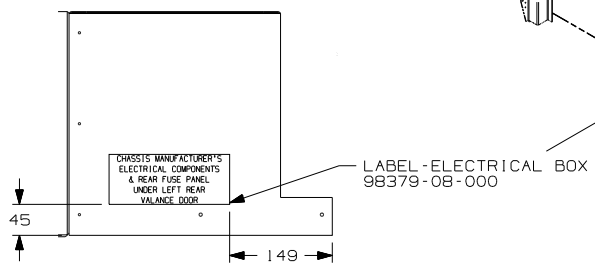 CHASSIS MANUFACTURER'S
ELECTRICAL COMPONENTS
& REAR FUSE PANEL
UNDER LEFT REAR
VALANCE DOOR
LABEL-ELECTRICAL BOX
98379-08-000
45
149